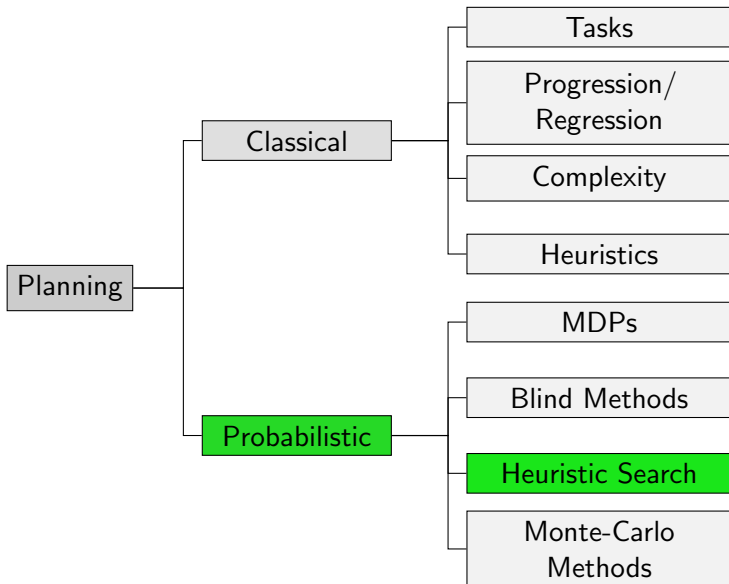 Tasks
Progression/
Regression
Classical
Complexity
Heuristics
Planning
MDPs
Blind Methods
Probabilistic
Heuristic Search
Monte-Carlo
Methods